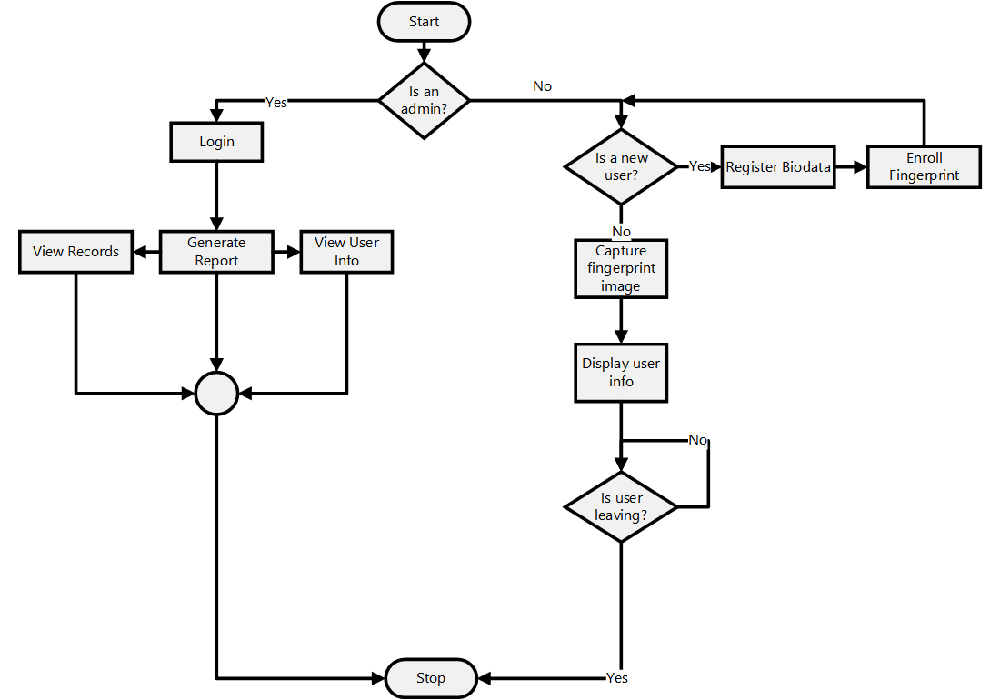 Start
Is an
admin?
Yes
No
Login
Is a new
user?
Yes
Register Biodata
Enroll
Fingerprint
No
View Records
Generate
Report
View User
Info
Capture
fingerprint
image
Display user
info
No
Is user
leaving?
Stop
Yes